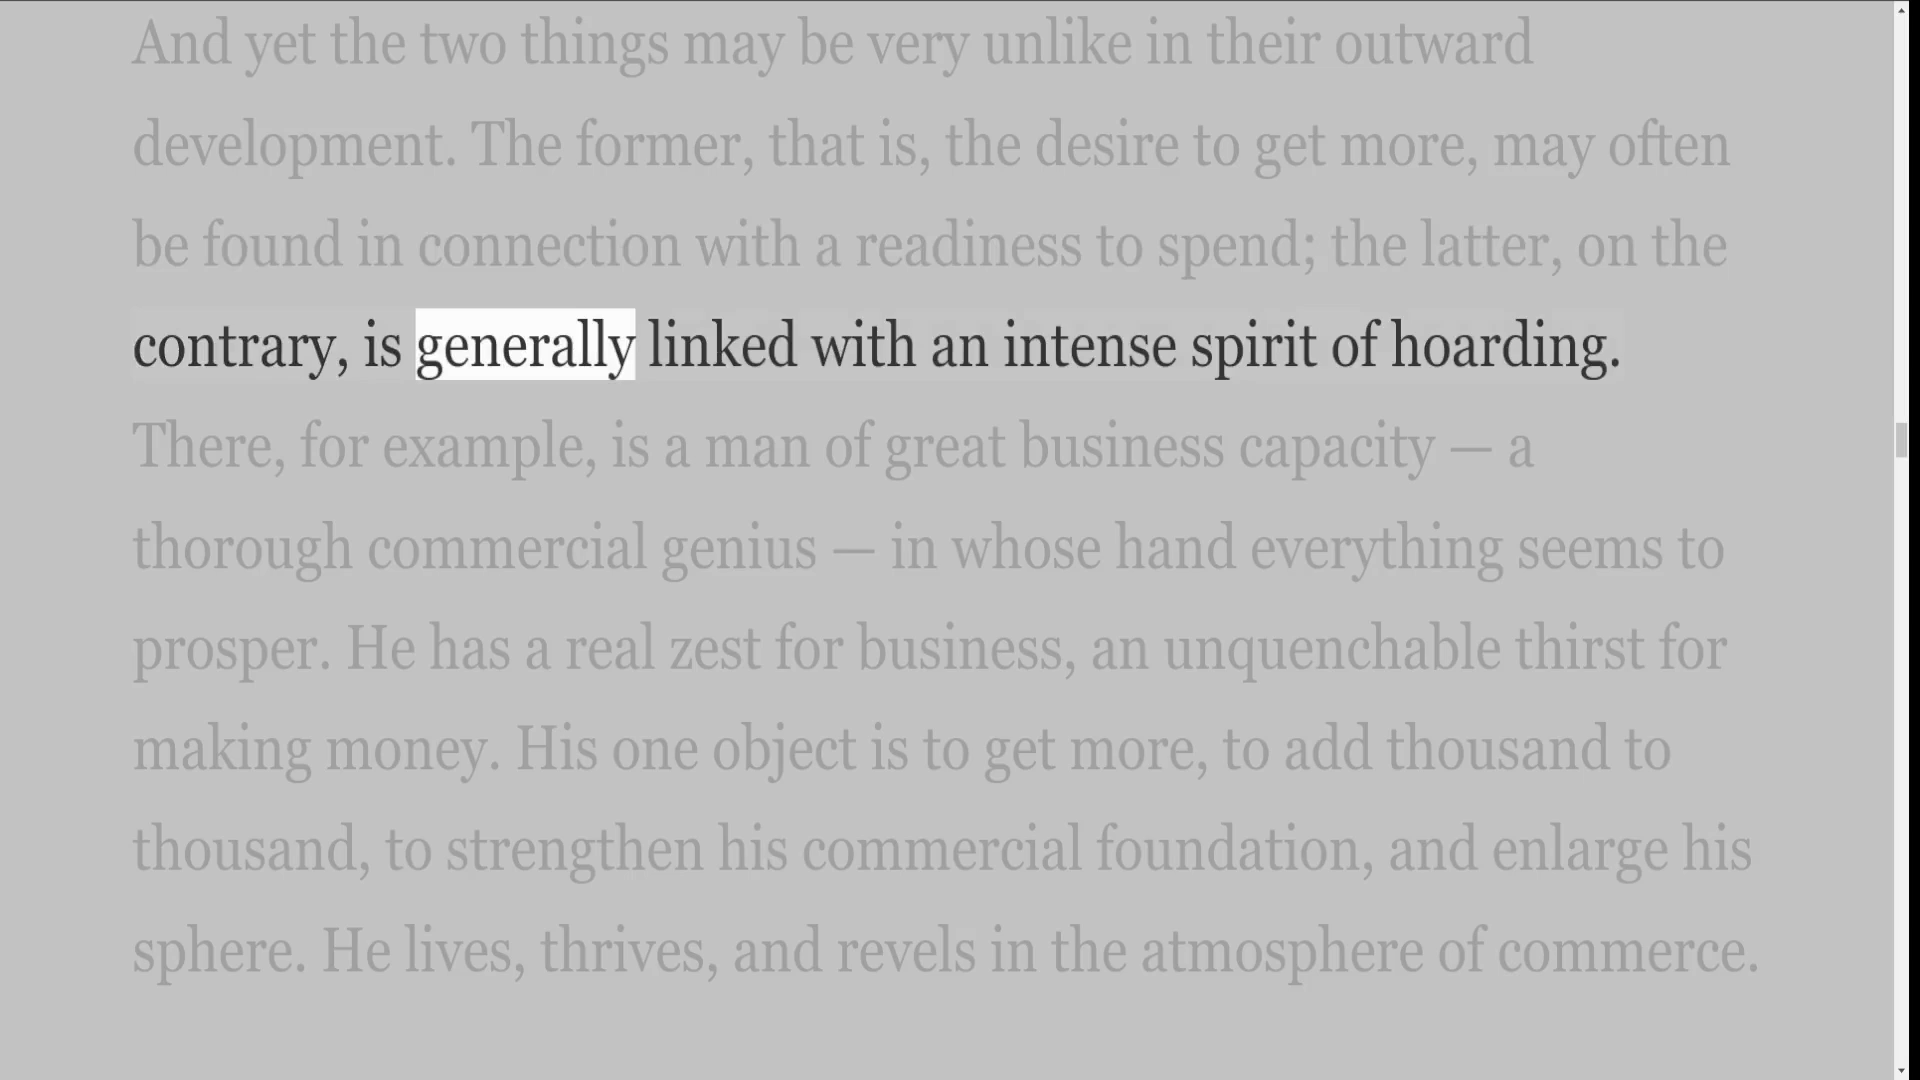 And yet the two things may be very unlike in their outward
development. The former, that is, the desire to get more, may often
be found in connection with a readiness to spend; the latter, on the
contrary, is generally linked with an intense spirit of hoarding.
There, for example, is a man of great business capacity — a
thorough commercial genius — in whose hand everything seems to
prosper. He has a real zest for business, an unquenchable thirst for
making money. His one object is to get more, to add thousand to
thousand, to strengthen his commercial foundation, and enlarge his
sphere. He lives, thrives, and revels in the atmosphere of commerce.